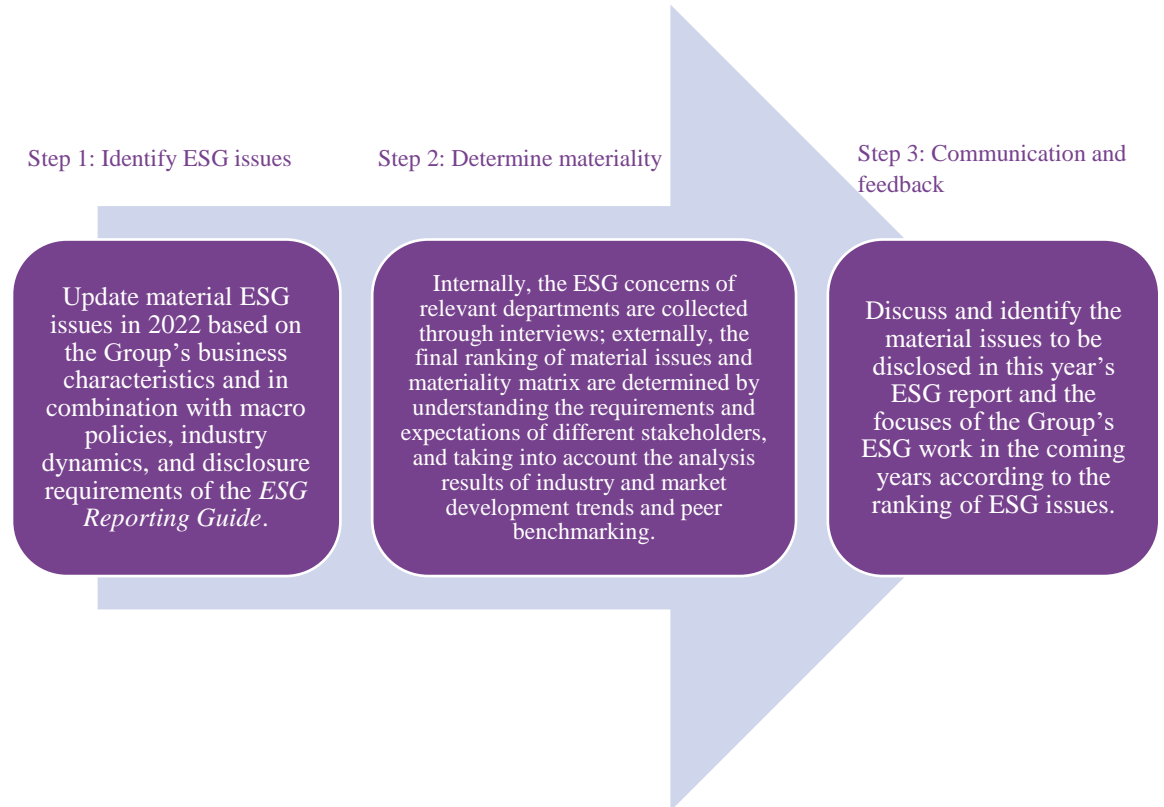 Step 1: Identify ESG issues
Update material ESG
issues in 2022 based on
the Group’s business
characteristics and in
combination with macro
policies, industry
dynamics, and disclosure
requirements of the ESG
Reporting Guide.
Step 2: Determine materiality
Internally, the ESG concerns of
relevant departments are collected
through interviews; externally, the
final ranking of material issues and
materiality matrix are determined by
understanding the requirements and
expectations of different stakeholders,
and taking into account the analysis
results of industry and market
development trends and peer
benchmarking.
Step 3: Communication and
feedback
Discuss and identify the
material issues to be
disclosed in this year’s
ESG report and the
focuses of the Group’s
ESG work in the coming
years according to the
ranking of ESG issues.